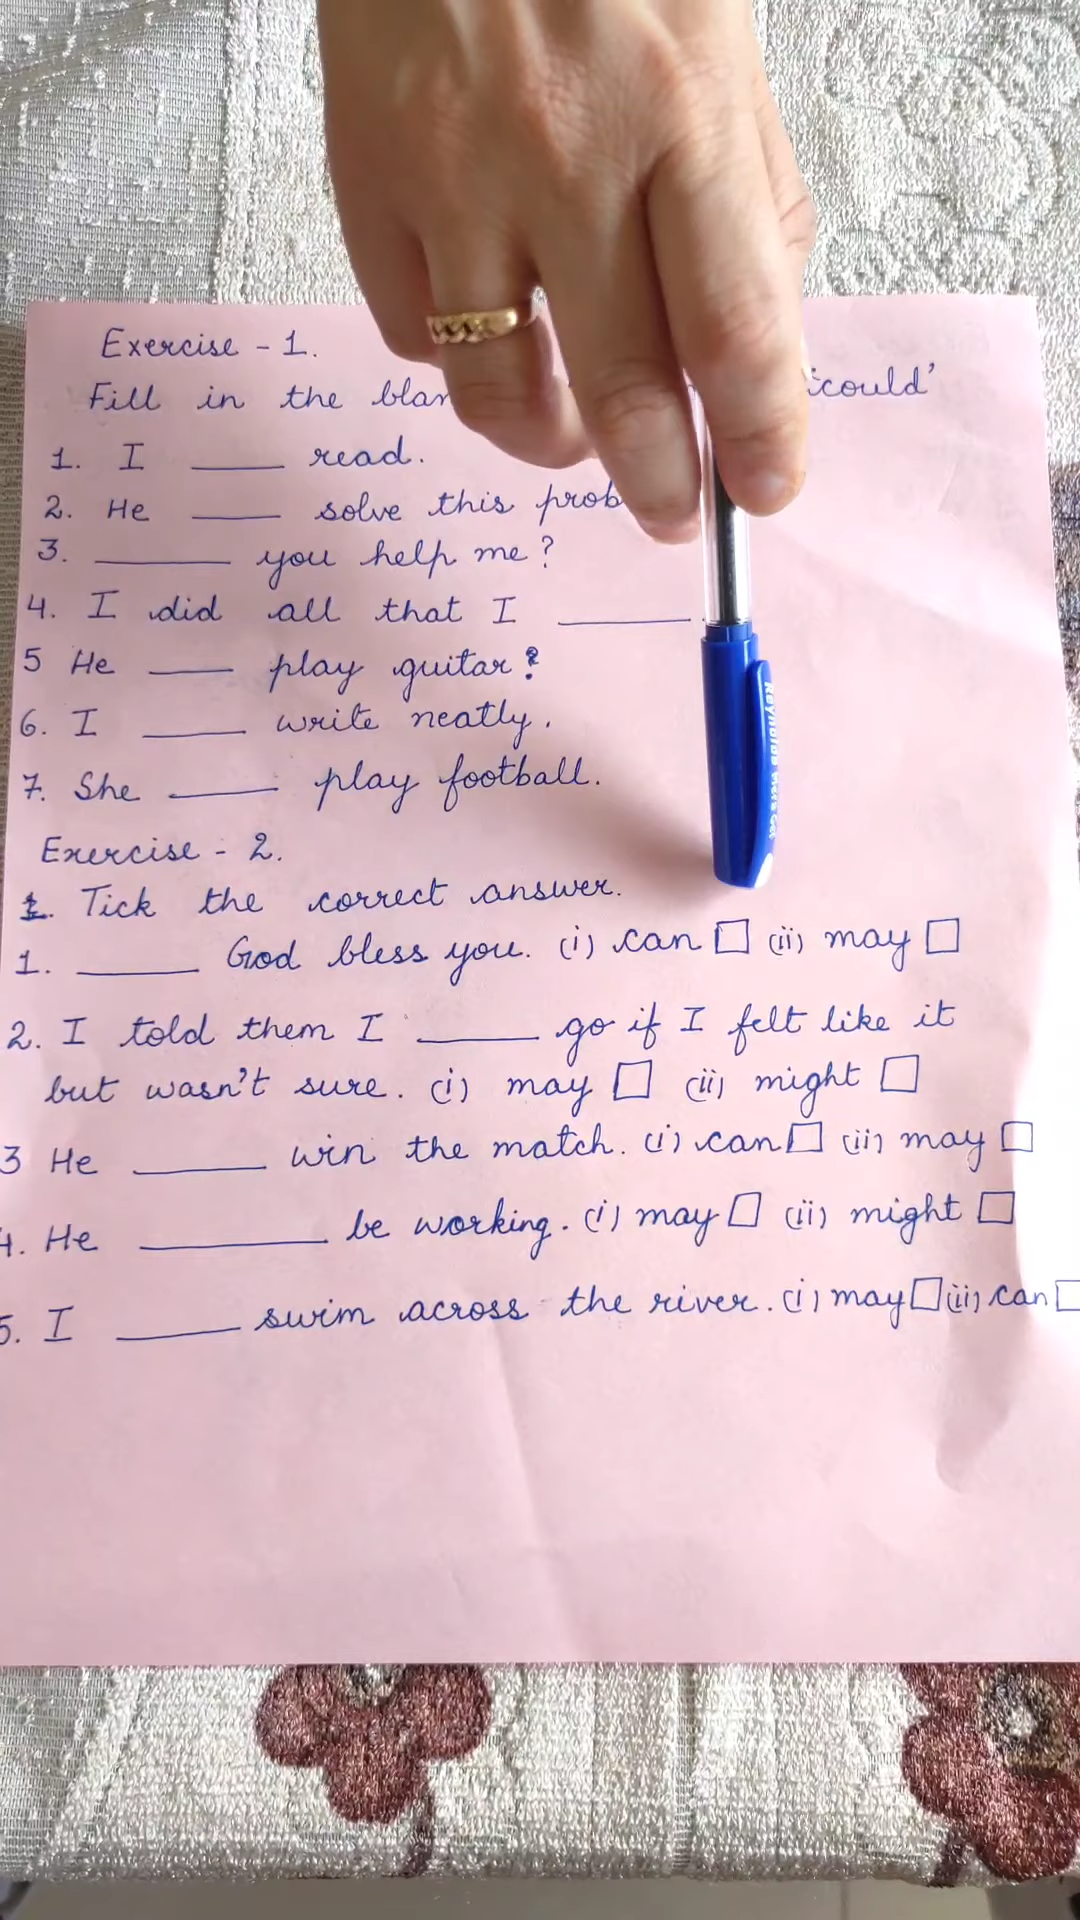 Exercise - 1.
Fill in the 'could'
1. I ____ read.
2. He ____ solve this
3. ____ you help me?
4. I did all that I ____.
5 He ____ play guitar?
6. I ____ write neatly.
7. She ____ play football.
Exercise - 2.
1. Tick the correct answer.
1. ____ God bless you. (i) can □ (ii) may □
2. I told them I ____ go if I felt like it
but wasn't sure. (i) may □ (ii) might □
3 He ____ win the match. (i) can □ (ii) may □
4. He ____ be working. (i) may □ (ii) might □
5. I ____ swim across the river. (i) may □ (ii) can □
Reynolds